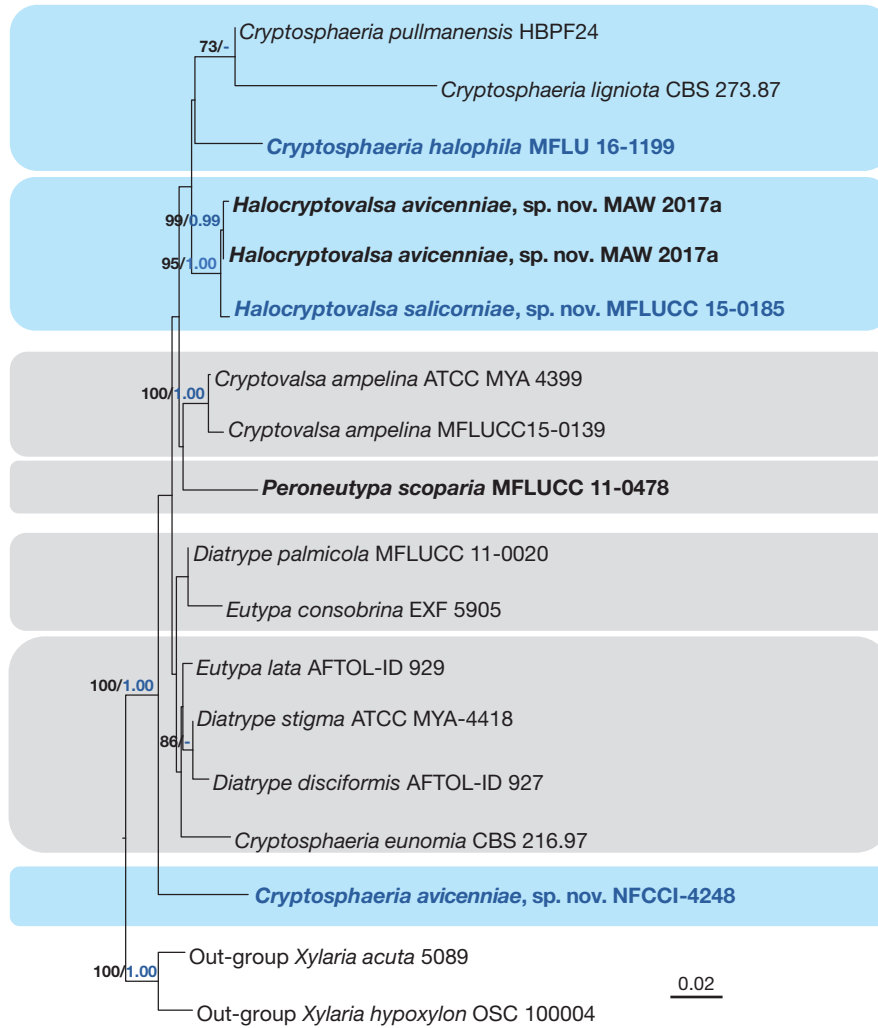 Cryptosphaeria pullmanensis HBPF24
73/-
Cryptosphaeria ligniota CBS 273.87
Cryptosphaeria halophila MFLU 16-1199
Halocryptovalsa avicenniae, sp. nov. MAW 2017a
99/0.99
Halocryptovalsa avicenniae, sp. nov. MAW 2017a
95/1.00
Halocryptovalsa salicorniae, sp. nov. MFLUCC 15-0185
Cryptovalsa ampelina ATCC MYA 4399
100/1.00
Cryptovalsa ampelina MFLUCC15-0139
Peroneutypa scoparia MFLUCC 11-0478
Diatrype palmicola MFLUCC 11-0020
Eutypa consobrina EXF 5905
Eutypa lata AFTOL-ID 929
100/1.00
Diatrype stigma ATCC MYA-4418
86/-
Diatrype disciformis AFTOL-ID 927
Cryptosphaeria eunomia CBS 216.97
Cryptosphaeria avicenniae, sp. nov. NFCCI-4248
Out-group Xylaria acuta 5089
100/1.00
0.02
Out-group Xylaria hypoxylon OSC 100004